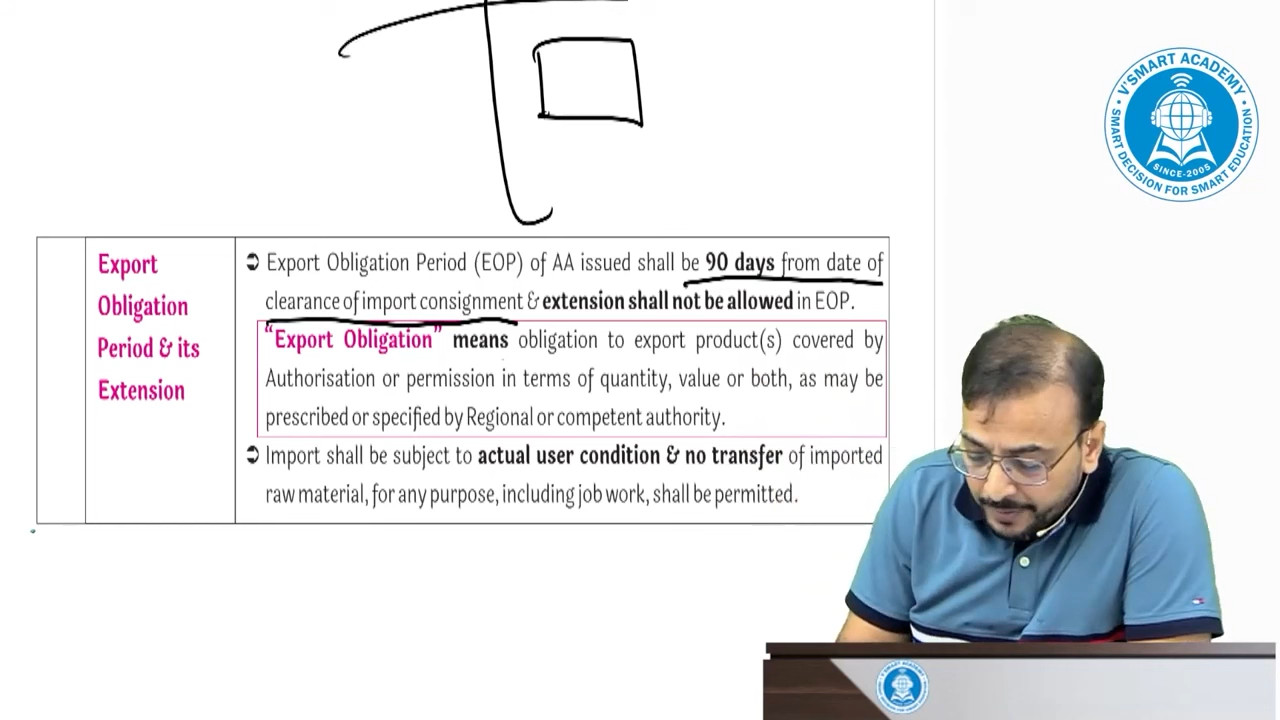 V'SMART ACADEMY
SINCE-2005
SMART DECISION FOR SMART EDUCATION
Export
Obligation
Period & its
Extension
➲ Export Obligation Period (EOP) of AA issued shall be 90 days from date of
clearance of import consignment & extension shall not be allowed in EOP.
"Export Obligation" means obligation to export product(s) covered by
Authorisation or permission in terms of quantity, value or both, as may be
prescribed or specified by Regional or competent authority.
➲ Import shall be subject to actual user condition & no transfer of imported
raw material, for any purpose, including job work, shall be permitted.